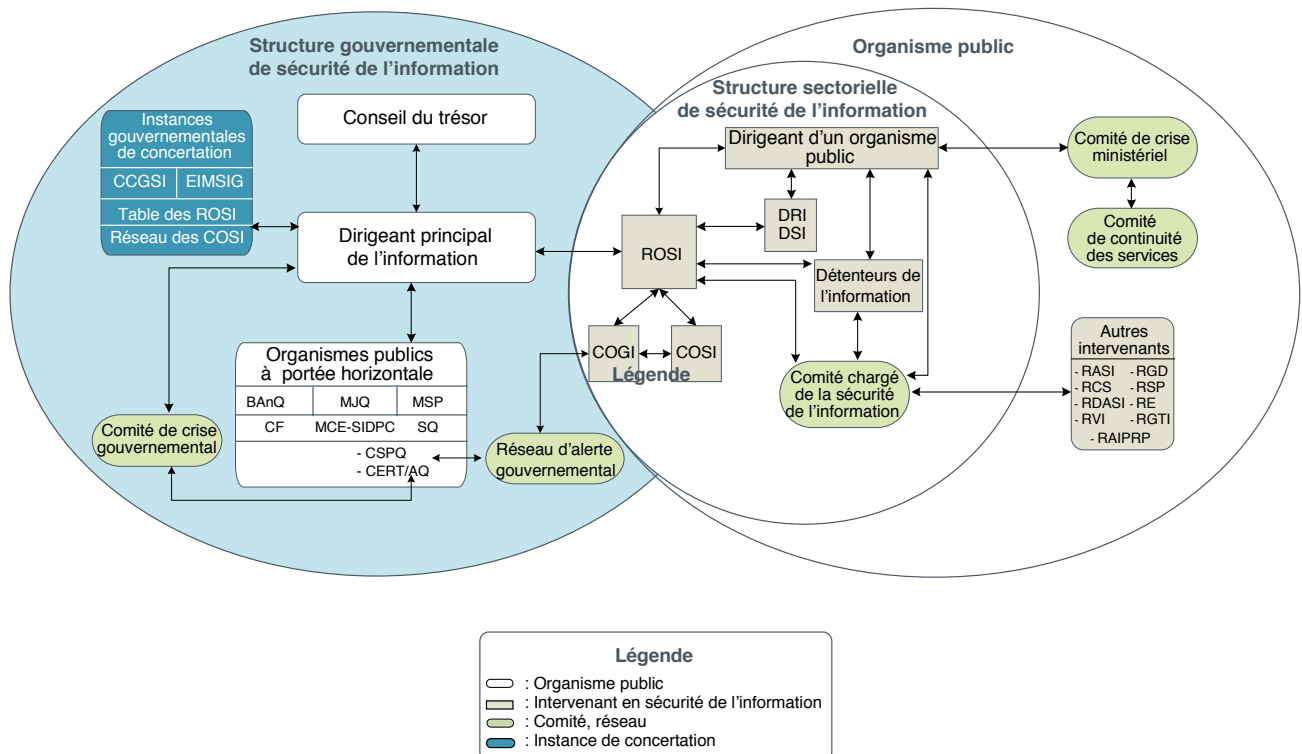 Structure gouvernementale
de sécurité de l'information
Organisme public
Structure sectorielle
de sécurité de l'information
Instances
gouvernementales
de concertation
CCGSI
EIMSIG
Table des ROSI
Réseau des COSI
Conseil du trésor
Dirigeant principal
de l'information
Organismes publics
à portée horizontale
BAnQ
MJQ
MSP
CF
MCE-SIDPC
SQ
- CSPQ
- CERT/AQ
Comité de crise
gouvernemental
Réseau d'alerte
gouvernemental
Dirigeant d'un organisme
public
DRI
DSI
ROSI
Détenteurs de
l'information
COGI
COSI
Légende
Comité chargé
de la sécurité
de l'information
Comité de crise
ministériel
Comité
de continuité
des services
Autres
intervenants
- RASI - RGD
- RCS - RSP
- RDASI - RE
- RVI - RGTI
- RAIPRP
Légende
: Organisme public
: Intervenant en sécurité de l'information
: Comité, réseau
: Instance de concertation